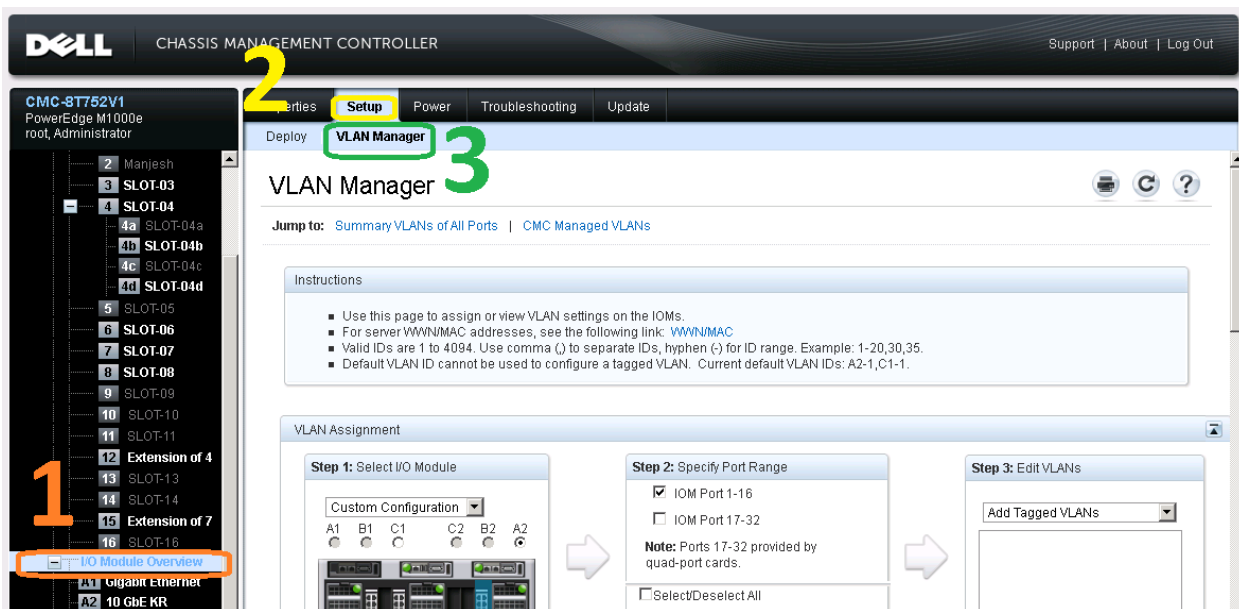 DELL
CHASSIS MANAGEMENT CONTROLLER
Support | About | Log Out
CMC-8T752V1
PowerEdge M1000e
root, Administrator
2
erties Setup Power Troubleshooting Update
Deploy VLAN Manager
3
2 Manjesh
3 SLOT-03
4 SLOT-04
4a SLOT-04a
4b SLOT-04b
4c SLOT-04c
4d SLOT-04d
5 SLOT-05
6 SLOT-06
7 SLOT-07
8 SLOT-08
9 SLOT-09
10 SLOT-10
11 SLOT-11
12 Extension of 4
13 SLOT-13
14 SLOT-14
15 Extension of 7
16 SLOT-16
1
I/O Module Overview
A1 Gigabit Ethernet
A2 10 GbE KR
VLAN Manager
Jump to: Summary VLANs of All Ports | CMC Managed VLANs
Instructions
Use this page to assign or view VLAN settings on the IOMs.
For server WWN/MAC addresses, see the following link: WWN/MAC
Valid IDs are 1 to 4094. Use comma (,) to separate IDs, hyphen (-) for ID range. Example: 1-20,30,35.
Default VLAN ID cannot be used to configure a tagged VLAN. Current default VLAN IDs: A2-1,C1-1.
VLAN Assignment
Step 1: Select I/O Module
Custom Configuration
A1 B1 C1 C2 B2 A2
Step 2: Specify Port Range
IOM Port 1-16
IOM Port 17-32
Note: Ports 17-32 provided by
quad-port cards.
Select/Deselect All
Step 3: Edit VLANs
Add Tagged VLANs